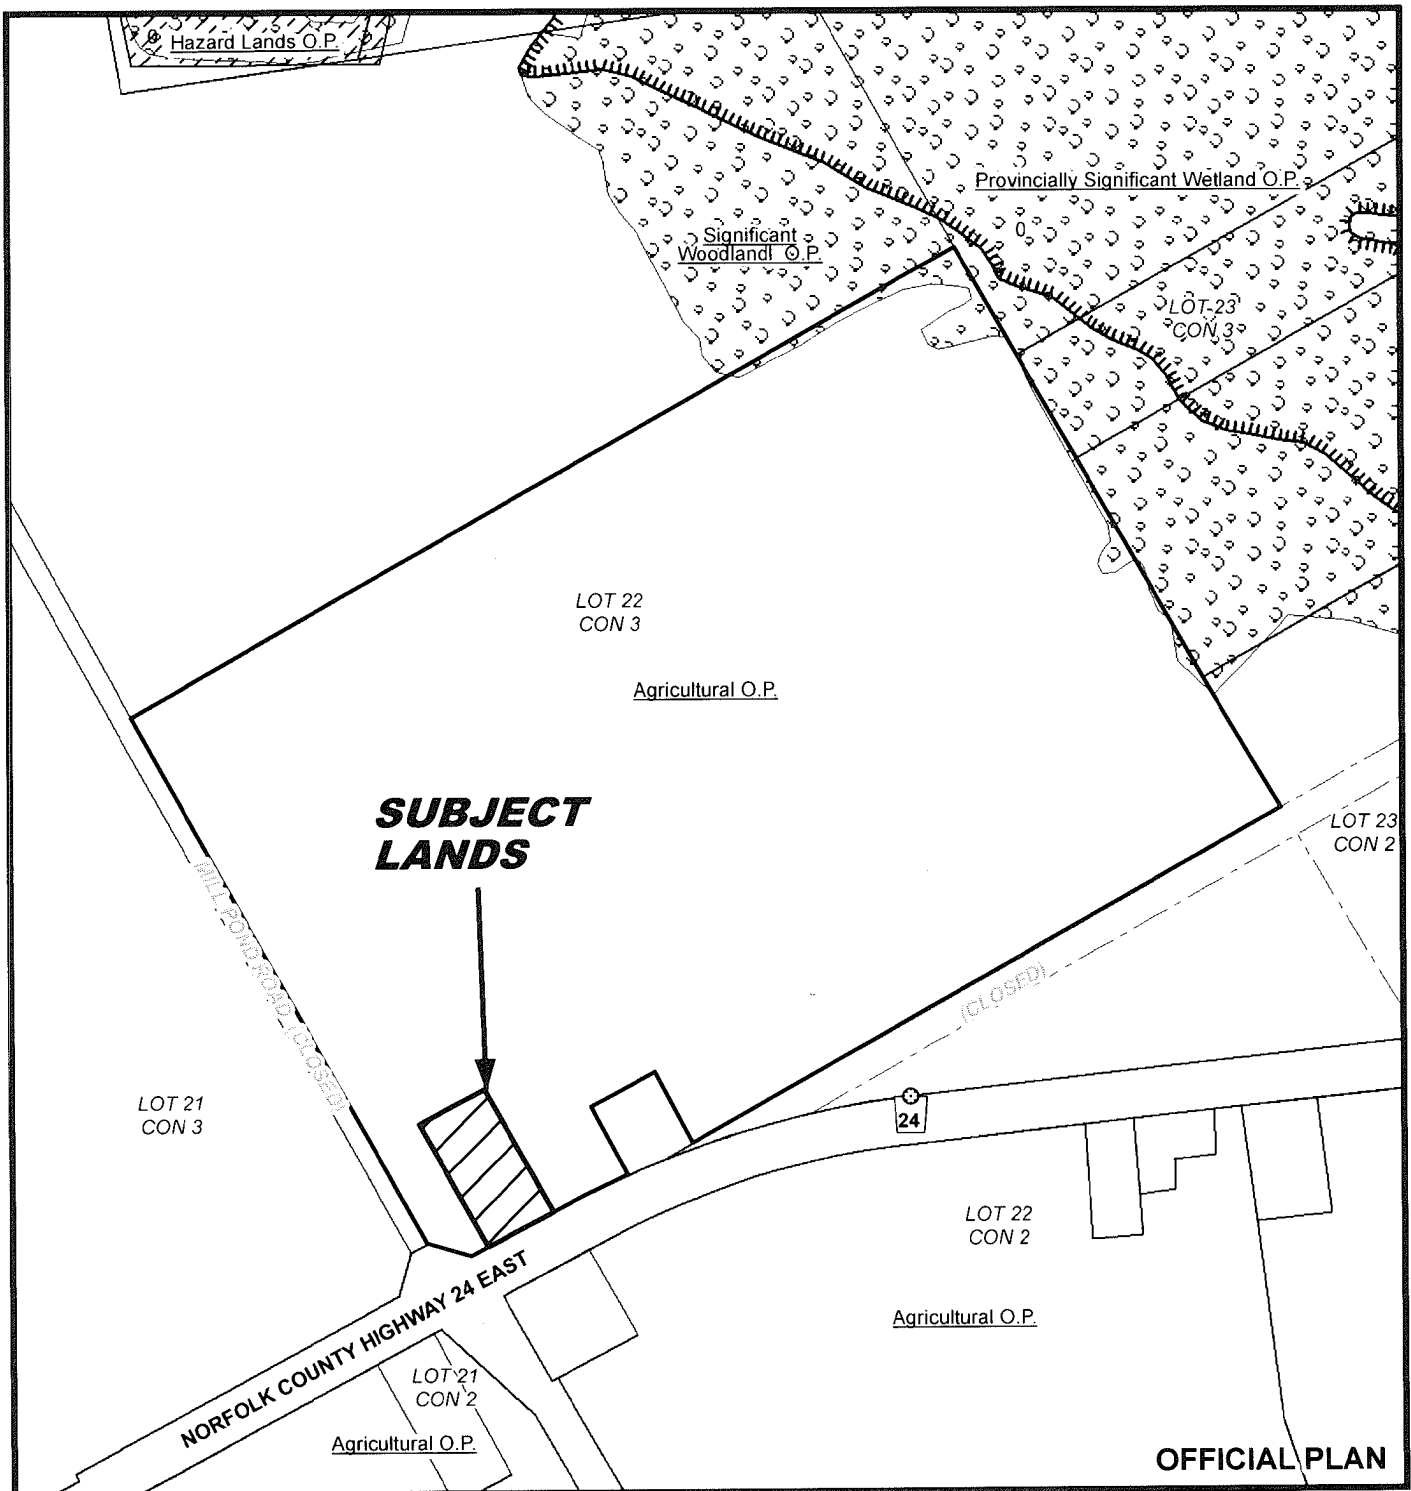 Hazard Lands O.P.
Provincially Significant Wetland O.P.
Significant
Woodland O.P.
LOT 23
CON 3
LOT 22
CON 3
Agricultural O.P.
SUBJECT
LANDS
LOT 23
CON 2
MILL POND ROAD (CLOSED)
(CLOSED)
LOT 21
CON 3
24
LOT 22
CON 2
NORFOLK COUNTY HIGHWAY 24 EAST
Agricultural O.P.
LOT 21
CON 2
Agricultural O.P.
OFFICIAL PLAN